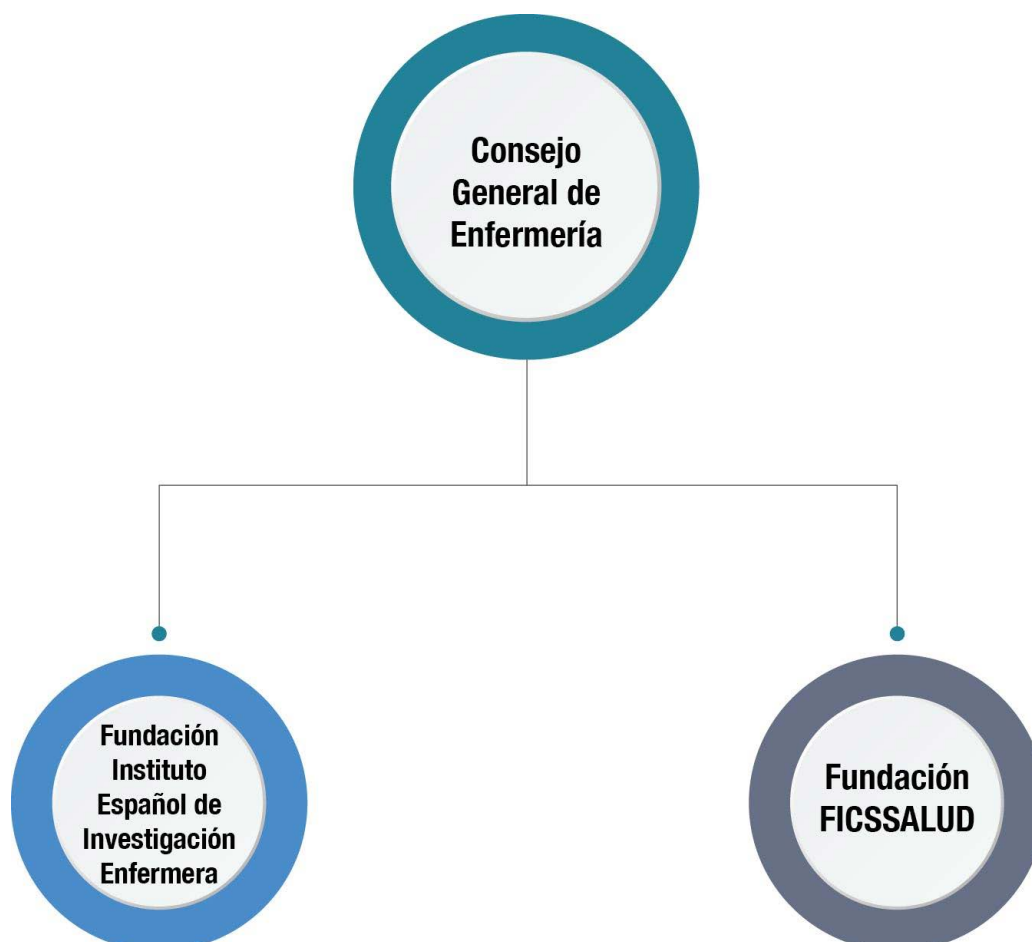 Consejo
General de
Enfermería
Fundación
Instituto
Español de
Investigación
Enfermera
Fundación
FICSSALUD